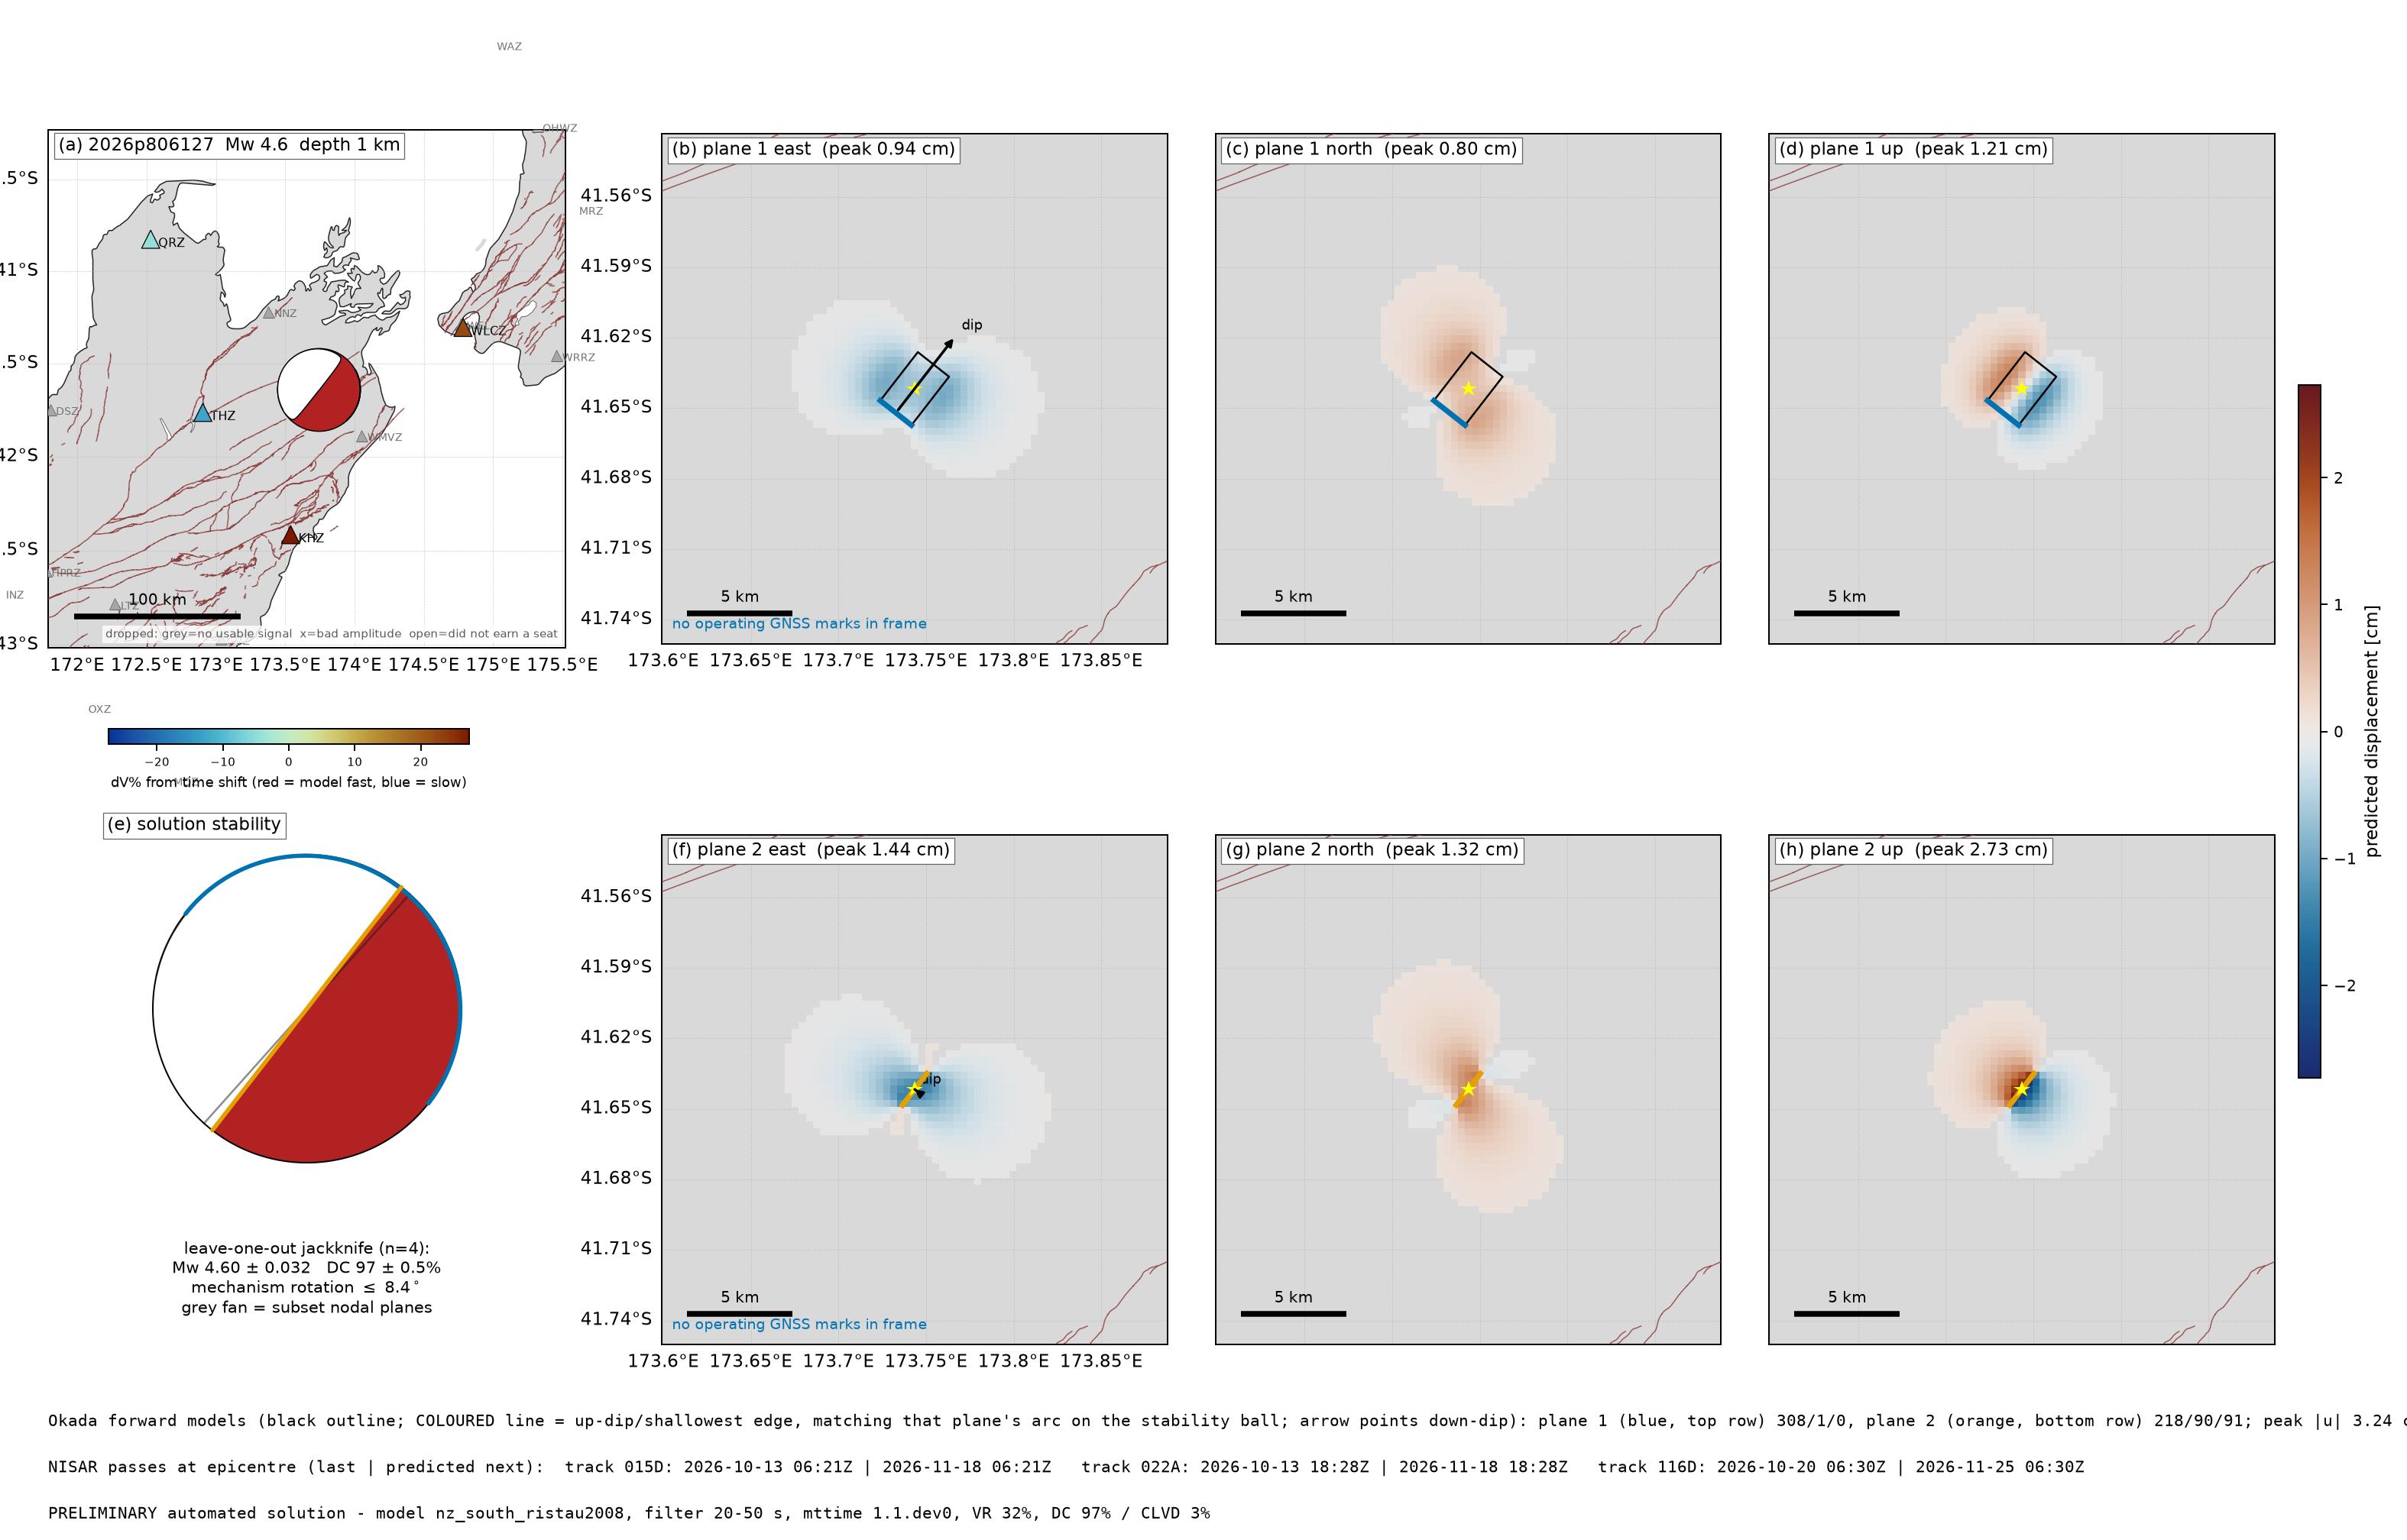 WAZ
(a) 2026p806127  Mw 4.6  depth 1 km
OHWZ
MRZ
QRZ
NNZ
WLCZ
WRRZ
DSZ
THZ
WMVZ
KHZ
INZ
100 km
dropped: grey=no usable signal  x=bad amplitude  open=did not earn a seat
.5°S
41°S
.5°S
42°S
.5°S
43°S
172°E 172.5°E 173°E 173.5°E 174°E 174.5°E 175°E 175.5°E
(b) plane 1 east  (peak 0.94 cm)
dip
5 km
no operating GNSS marks in frame
41.56°S
41.59°S
41.62°S
41.65°S
41.68°S
41.71°S
41.74°S
173.6°E 173.65°E 173.7°E 173.75°E 173.8°E 173.85°E
(c) plane 1 north  (peak 0.80 cm)
5 km
(d) plane 1 up  (peak 1.21 cm)
5 km
2
1
0
−1
−2
predicted displacement [cm]
OXZ
−20 −10 0 10 20
dV% from time shift (red = model fast, blue = slow)
(e) solution stability
leave-one-out jackknife (n=4):
Mw 4.60 ± 0.032   DC 97 ± 0.5%
mechanism rotation ≤ 8.4°
grey fan = subset nodal planes
(f) plane 2 east  (peak 1.44 cm)
dip
5 km
no operating GNSS marks in frame
41.56°S
41.59°S
41.62°S
41.65°S
41.68°S
41.71°S
41.74°S
173.6°E 173.65°E 173.7°E 173.75°E 173.8°E 173.85°E
(g) plane 2 north  (peak 1.32 cm)
5 km
(h) plane 2 up  (peak 2.73 cm)
5 km
Okada forward models (black outline; COLOURED line = up-dip/shallowest edge, matching that plane's arc on the stability ball; arrow points down-dip): plane 1 (blue, top row) 308/1/0, plane 2 (orange, bottom row) 218/90/91; peak |u| 3.24
NISAR passes at epicentre (last | predicted next):  track 015D: 2026-10-13 06:21Z | 2026-11-18 06:21Z   track 022A: 2026-10-13 18:28Z | 2026-11-18 18:28Z   track 116D: 2026-10-20 06:30Z | 2026-11-25 06:30Z
PRELIMINARY automated solution - model nz_south_ristau2008, filter 20-50 s, mttime 1.1.dev0, VR 32%, DC 97% / CLVD 3%